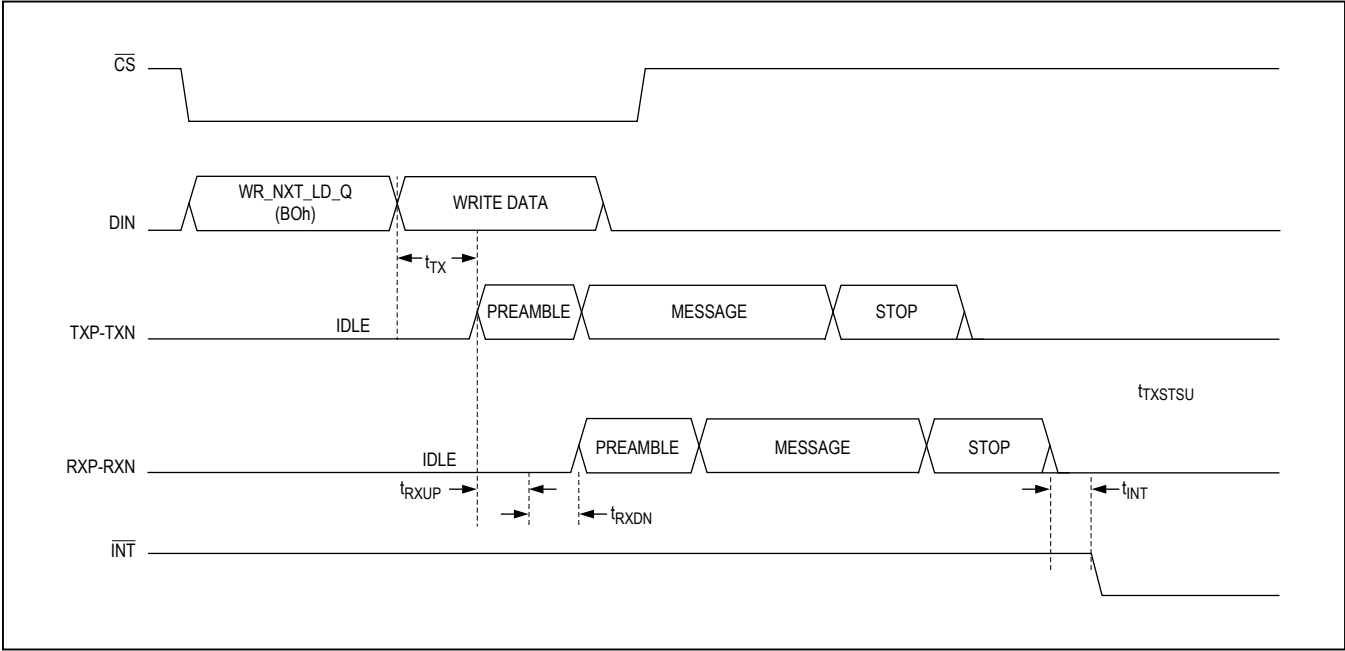 CS
WR_NXT_LD_Q
(BOh)
WRITE DATA
DIN
tTX
PREAMBLE
MESSAGE
STOP
IDLE
TXP-TXN
tTXSTSU
PREAMBLE
MESSAGE
STOP
IDLE
RXP-RXN
tRXUP
tINT
tRXDN
INT